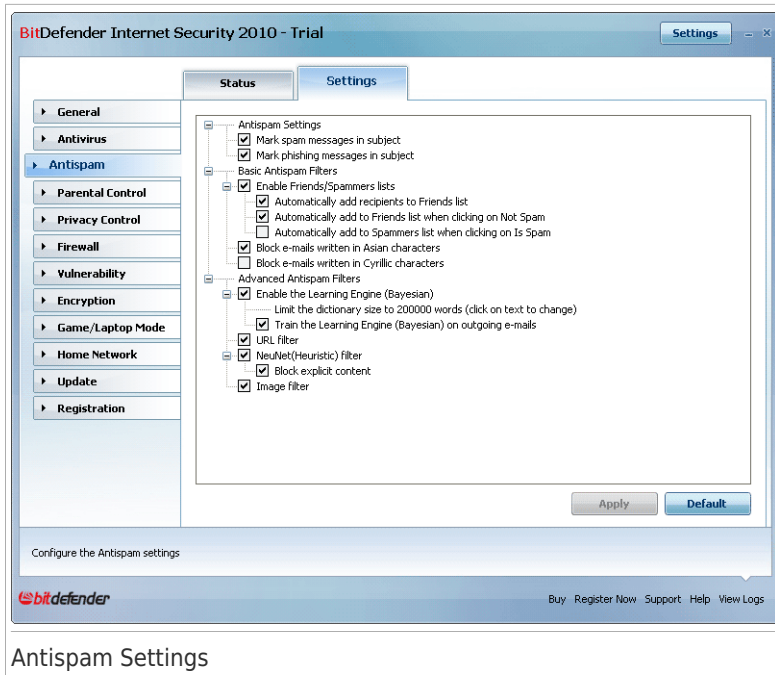 BitDefender Internet Security 2010 - Trial
Settings
Status
Settings
General
Antivirus
Antispam
Parental Control
Privacy Control
Firewall
Vulnerability
Encryption
Game/Laptop Mode
Home Network
Update
Registration
Antispam Settings
Mark spam messages in subject
Mark phishing messages in subject
Basic Antispam Filters
Enable Friends/Spammers lists
Automatically add recipients to Friends list
Automatically add to Friends list when clicking on Not Spam
Automatically add to Spammers list when clicking on Is Spam
Block e-mails written in Asian characters
Block e-mails written in Cyrillic characters
Advanced Antispam Filters
Enable the Learning Engine (Bayesian)
Limit the dictionary size to 200000 words (click on text to change)
Train the Learning Engine (Bayesian) on outgoing e-mails
URL filter
NeuNet(Heuristic) filter
Block explicit content
Image filter
Apply
Default
Configure the Antispam settings
bitdefender
Buy Register Now Support Help View Logs
Antispam Settings